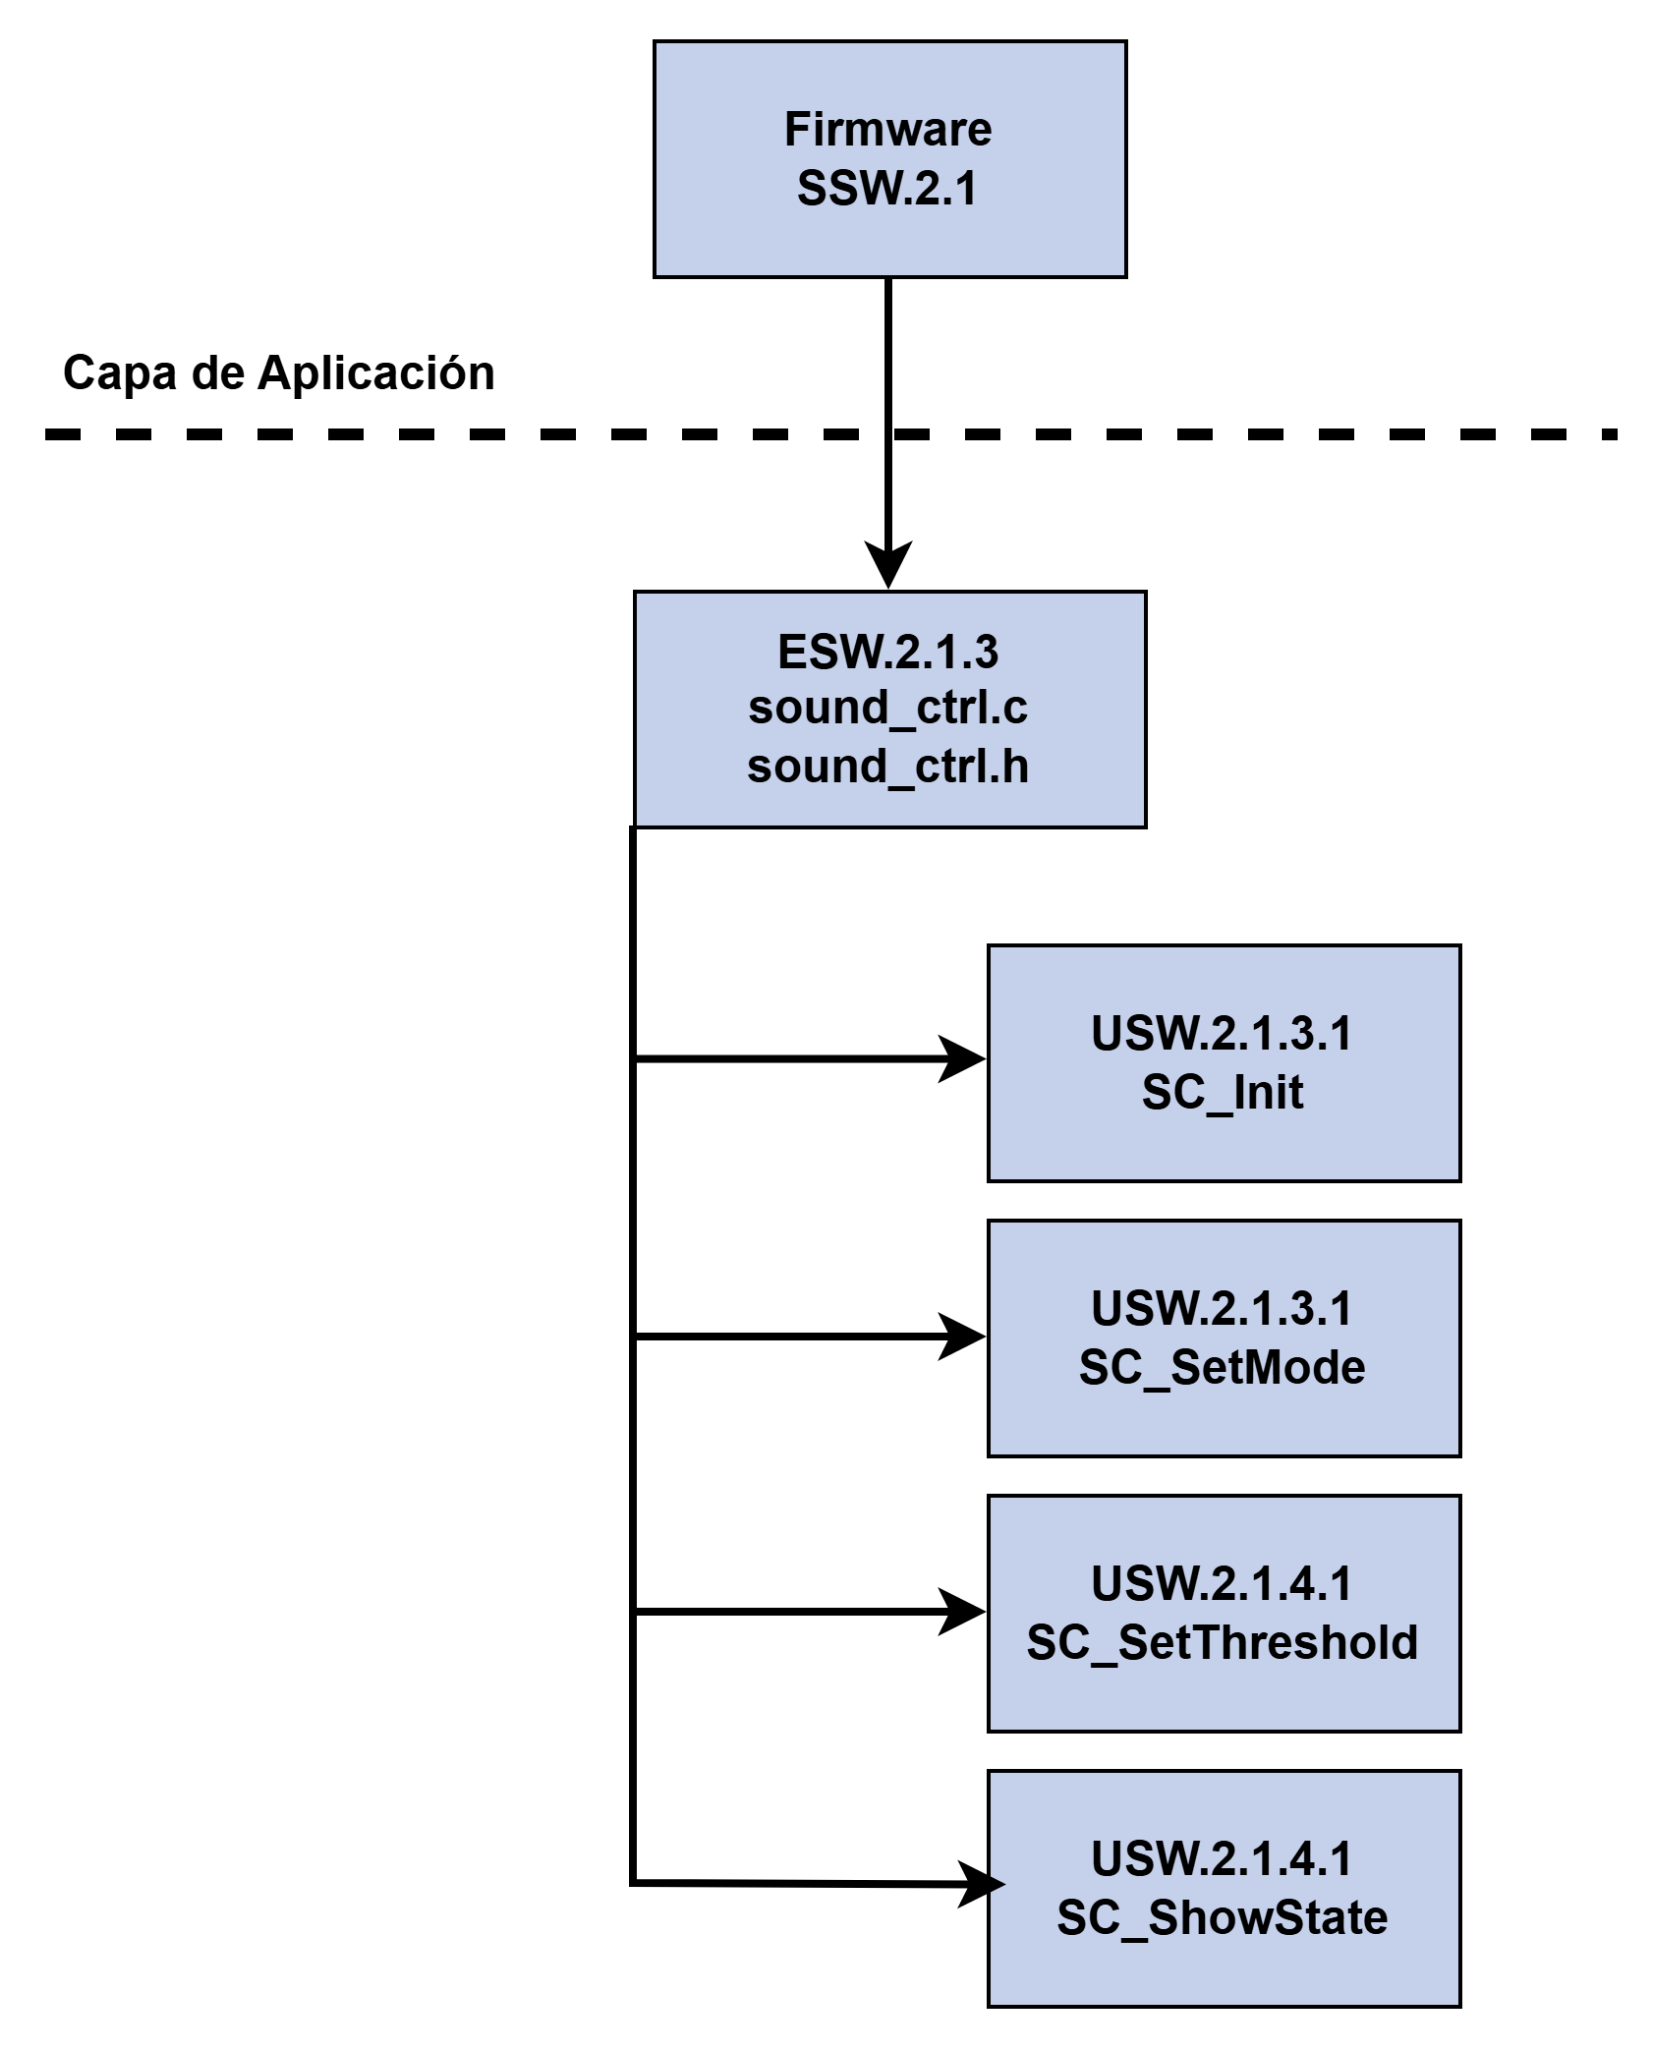 Firmware
SSW.2.1
Capa de Aplicación
ESW.2.1.3
sound_ctrl.c
sound_ctrl.h
USW.2.1.3.1
SC_Init
USW.2.1.3.1
SC_SetMode
USW.2.1.4.1
SC_SetThreshold
USW.2.1.4.1
SC_ShowState